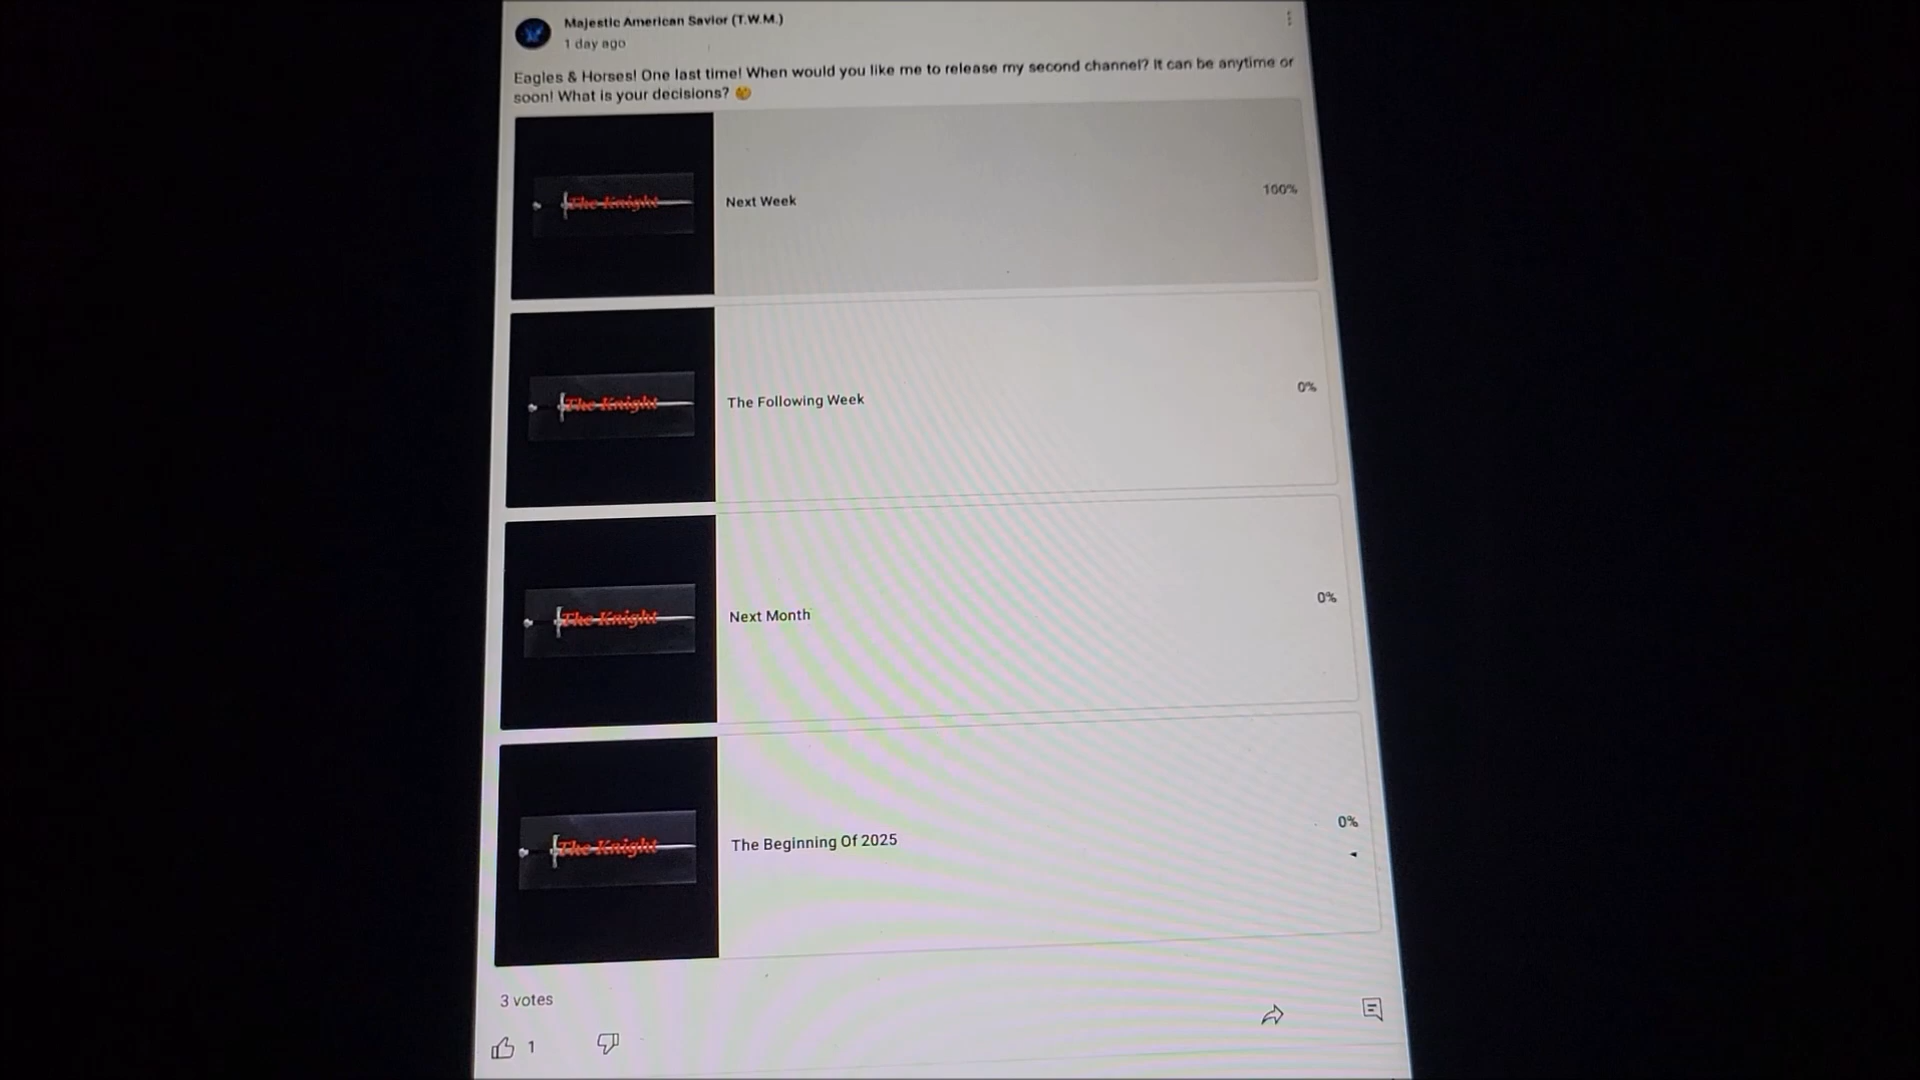 Majestic American Savior (T.W.M.)
1 day ago
Eagles & Horses! One last time! When would you like me to release my second channel? It can be anytime or
soon! What is your decisions? 🫣
The Knight
Next Week
100%
The Knight
The Following Week
0%
The Knight
Next Month
0%
The Knight
The Beginning Of 2025
0%
3 votes
1